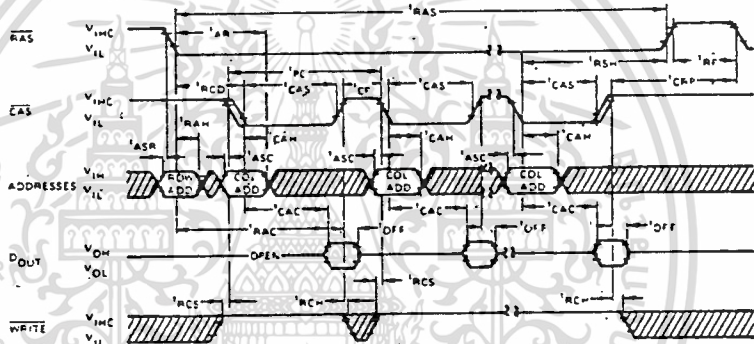 tRAS
RAS VIHC
VIL
tAR
tRSH tRP
tPC
tRCD tCAS tCP tCAS tCAS tCRP
CAS VIHC
VIL
tRAH tCAH tCAH tCAH
tASR tASC tASC tASC
ADDRESSES VIH
VIL
ROW ADD COL ADD COL ADD COL ADD
tCAC tCAC tCAC
tRAC tOFF tOFF tOFF
DOUT VOH
VOL
OPEN
tRCS tRCH tRCS tRCH
WRITE VIHC
VIL